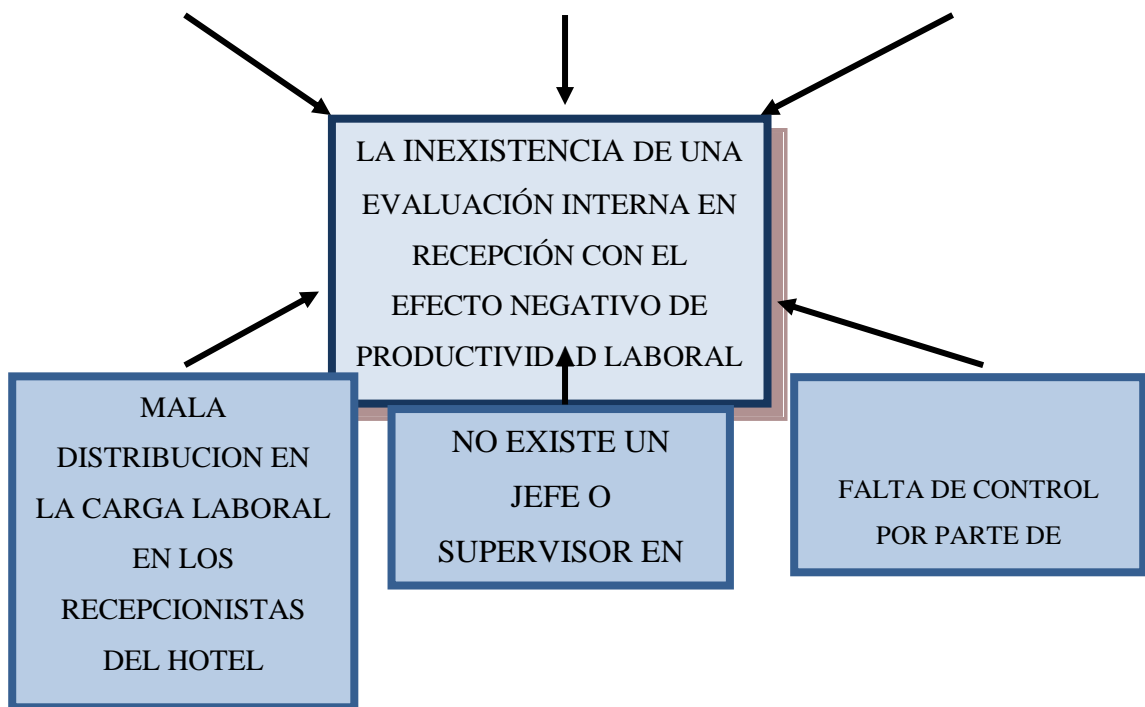 LA INEXISTENCIA DE UNA
EVALUACIÓN INTERNA EN
RECEPCIÓN CON EL
EFECTO NEGATIVO DE
PRODUCTIVIDAD LABORAL
MALA
DISTRIBUCION EN
LA CARGA LABORAL
EN LOS
RECEPCIONISTAS
DEL HOTEL
NO EXISTE UN
JEFE O
SUPERVISOR EN
FALTA DE CONTROL
POR PARTE DE